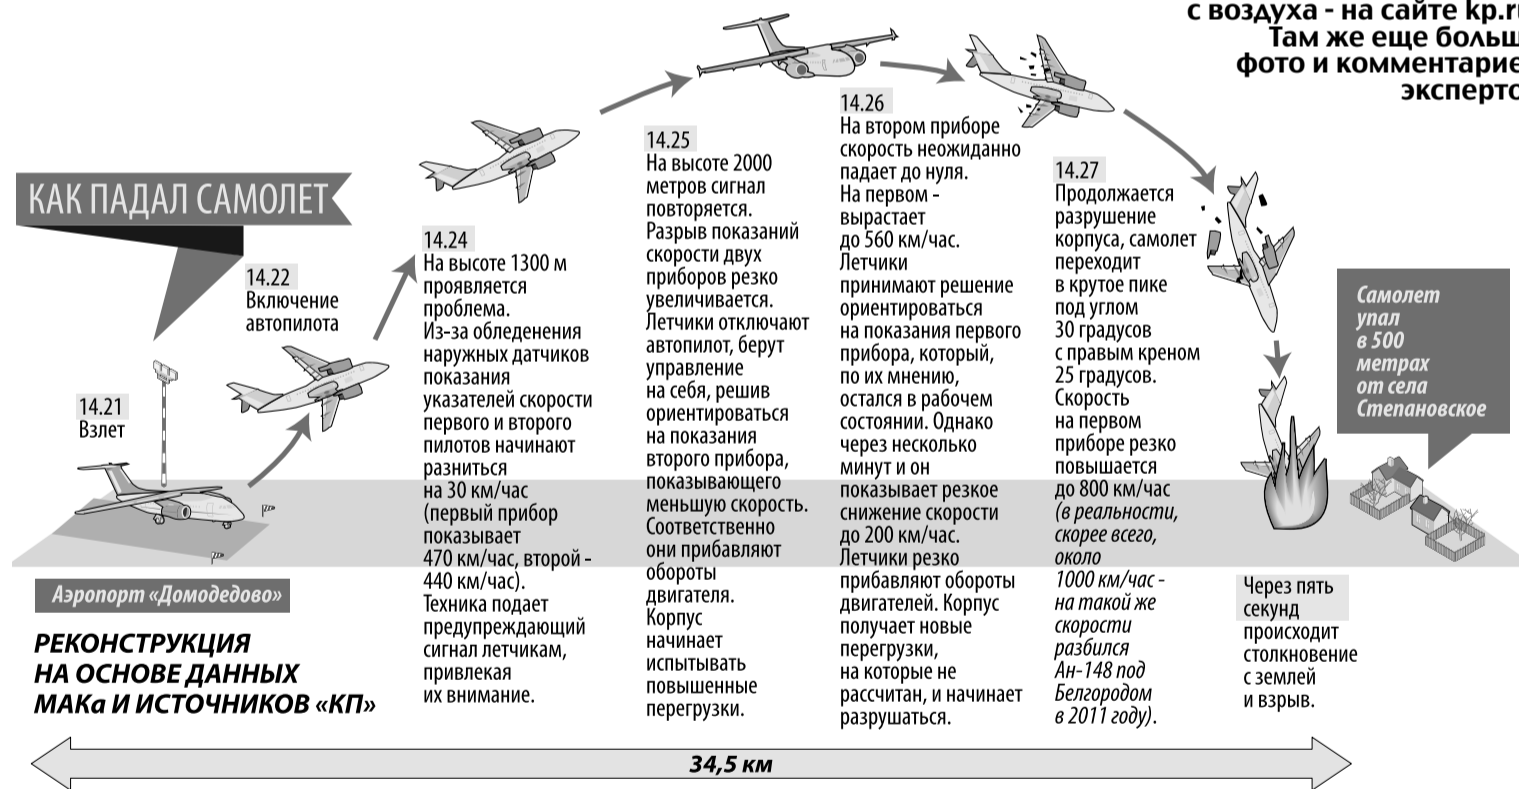 с воздуха - на сайте kp.ru
Там же еще больш
фото и комментарие
эксперто
КАК ПАДАЛ САМОЛЕТ
14.21
Взлет
14.22
Включение
автопилота
14.24
На высоте 1300 м
проявляется
проблема.
Из-за обледенения
наружных датчиков
показания
указателей скорости
первого и второго
пилотов начинают
разниться
на 30 км/час
(первый прибор
показывает
470 км/час, второй -
440 км/час).
Техника подает
предупреждающий
сигнал летчикам,
привлекая
их внимание.
14.25
На высоте 2000
метров сигнал
повторяется.
Разрыв показаний
скорости двух
приборов резко
увеличивается.
Летчики отключают
автопилот, берут
управление
на себя, решив
ориентироваться
на показания
второго прибора,
показывающего
меньшую скорость.
Соответственно
они прибавляют
обороты
двигателя.
Корпус
начинает
испытывать
повышенные
перегрузки.
14.26
На втором приборе
скорость неожиданно
падает до нуля.
На первом -
вырастает
до 560 км/час.
Летчики
принимают решение
ориентироваться
на показания первого
прибора, который,
по их мнению,
остался в рабочем
состоянии. Однако
через несколько
минут и он
показывает резкое
снижение скорости
до 200 км/час.
Летчики резко
прибавляют обороты
двигателей. Корпус
получает новые
перегрузки,
на которые не
рассчитан, и начинает
разрушаться.
14.27
Продолжается
разрушение
корпуса, самолет
переходит
в крутое пике
под углом
30 градусов
с правым креном
25 градусов.
Скорость
на первом
приборе резко
повышается
до 800 км/час
(в реальности,
скорее всего,
около
1000 км/час -
на такой же
скорости
разбился
Ан-148 под
Белгородом
в 2011 году).
Через пять
секунд
происходит
столкновение
с землей
и взрыв.
Самолет
упал
в 500
метрах
от села
Степановское
Аэропорт «Домодедово»
РЕКОНСТРУКЦИЯ
НА ОСНОВЕ ДАННЫХ
МАКа И ИСТОЧНИКОВ «КП»
34,5 км